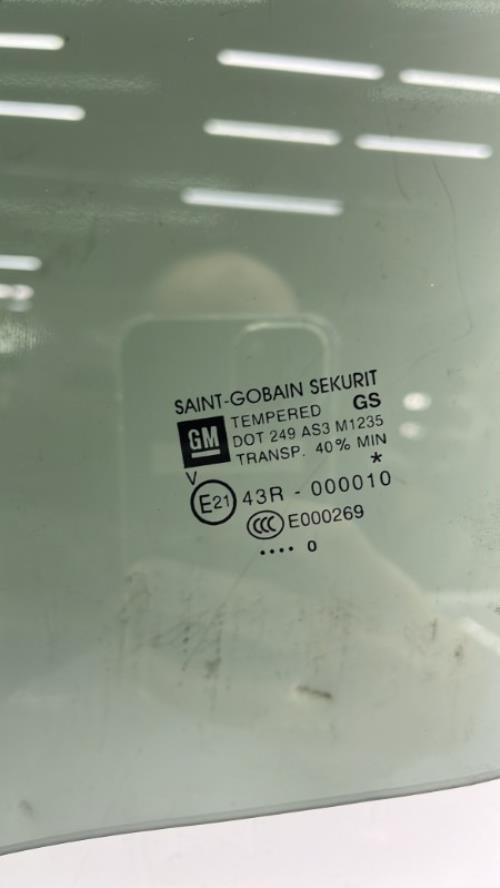 SAINT-GOBAIN SEKURIT
GM TEMPERED GS
DOT 249 AS3 M1235
TRANSP. 40% MIN
V *
E21 43R - 000010
CCC E000269
.... 0